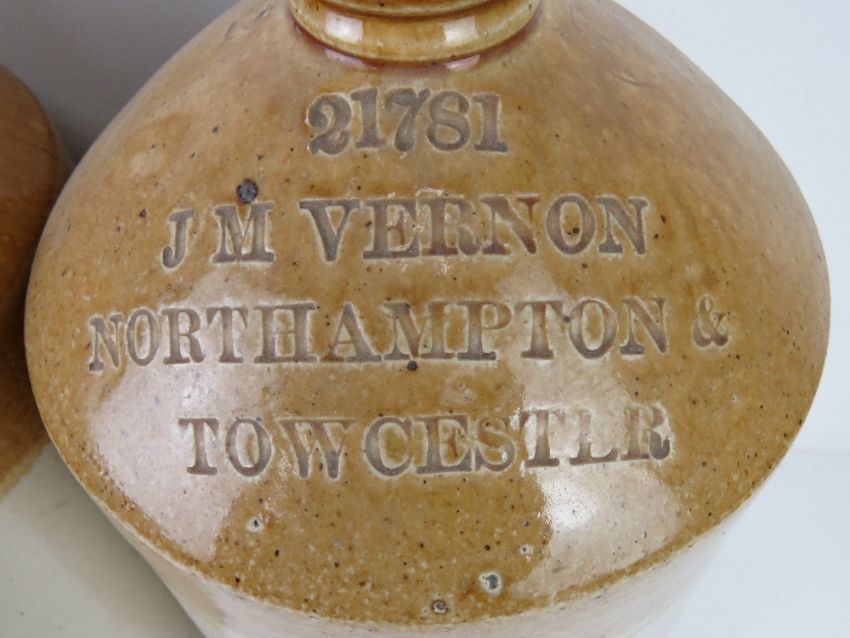 21781
J M VERNON
NORTHAMPTON &
TOWCESTER